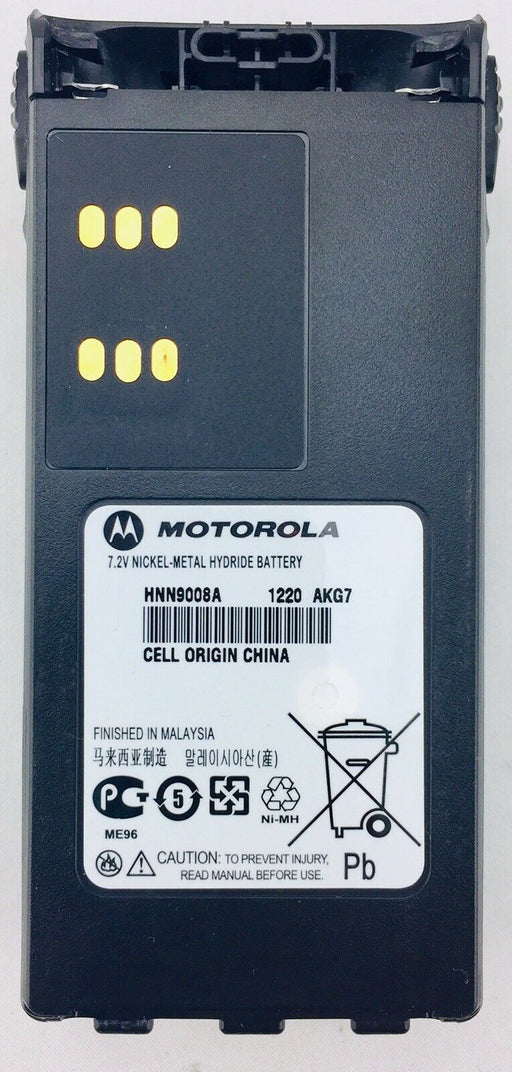 MOTOROLA
7.2V NICKEL-METAL HYDRIDE BATTERY
HNN9008A 1220 AKG7
CELL ORIGIN CHINA
FINISHED IN MALAYSIA
马来西亚制造 말레이시아산(産)
PCT 5 Ni-MH
ME96
CAUTION: TO PREVENT INJURY,
READ MANUAL BEFORE USE.
Pb